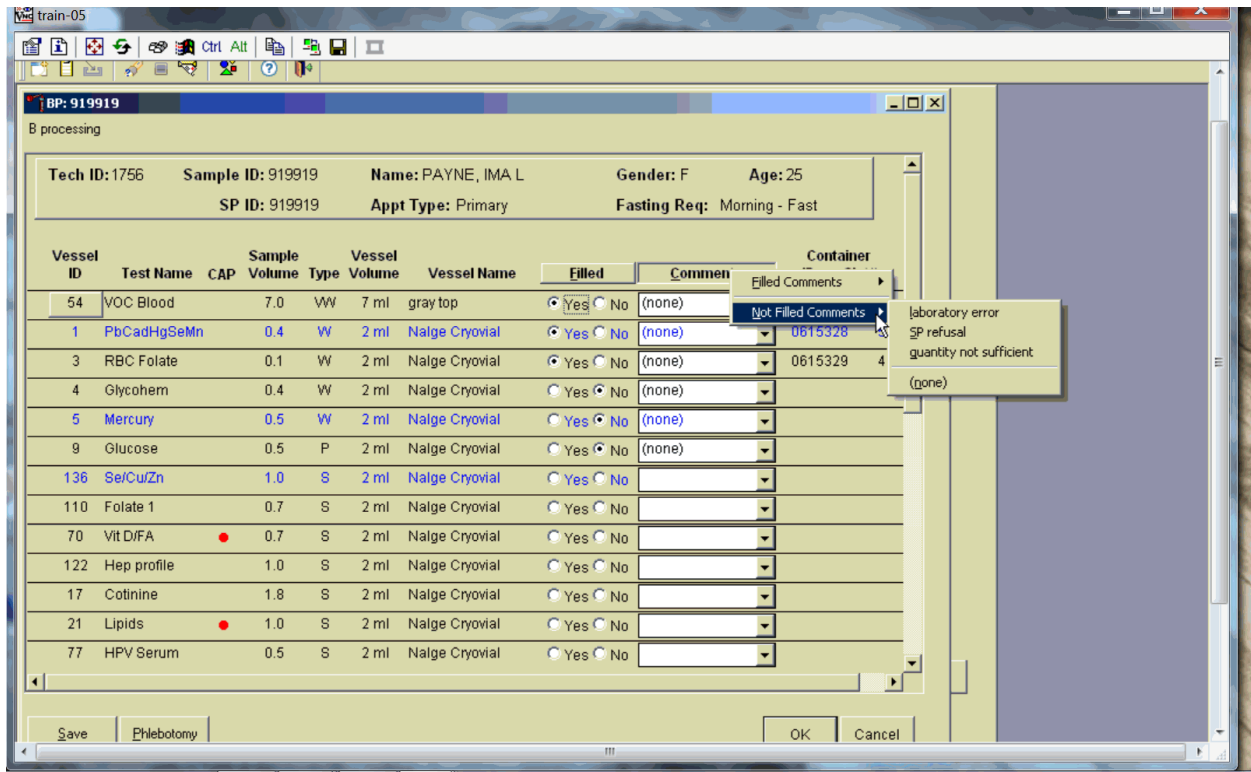 train-05
Ctrl Alt
BP: 919919
B processing
Tech ID: 1756 Sample ID: 919919 Name: PAYNE, IMA L Gender: F Age: 25
SP ID: 919919 Appt Type: Primary Fasting Req: Morning - Fast
Vessel ID Test Name CAP Sample Volume Type Vessel Volume Vessel Name Filled Commen Container
Filled Comments
Not Filled Comments
laboratory error
SP refusal
quantity not sufficient
(none)
54 VOC Blood 7.0 VW 7 ml gray top Yes No (none)
1 PbCadHgSeMn 0.4 W 2 ml Nalge Cryovial Yes No (none) 0615328
3 RBC Folate 0.1 W 2 ml Nalge Cryovial Yes No (none) 0615329 4
4 Glycohem 0.4 W 2 ml Nalge Cryovial Yes No (none)
5 Mercury 0.5 W 2 ml Nalge Cryovial Yes No (none)
9 Glucose 0.5 P 2 ml Nalge Cryovial Yes No (none)
136 Se/Cu/Zn 1.0 S 2 ml Nalge Cryovial Yes No
110 Folate 1 0.7 S 2 ml Nalge Cryovial Yes No
70 Vit D/FA 0.7 S 2 ml Nalge Cryovial Yes No
122 Hep profile 1.0 S 2 ml Nalge Cryovial Yes No
17 Cotinine 1.8 S 2 ml Nalge Cryovial Yes No
21 Lipids 1.0 S 2 ml Nalge Cryovial Yes No
77 HPV Serum 0.5 S 2 ml Nalge Cryovial Yes No
Save Phlebotomy OK Cancel